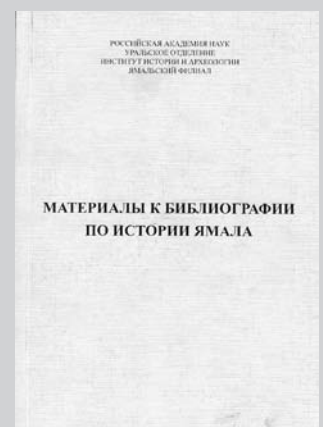 РОССИЙСКАЯ АКАДЕМИЯ НАУК
УРАЛЬСКОЕ ОТДЕЛЕНИЕ
ИНСТИТУТ ИСТОРИИ И АРХЕОЛОГИИ
ЯМАЛЬСКИЙ ФИЛИАЛ
МАТЕРИАЛЫ К БИБЛИОГРАФИИ
ПО ИСТОРИИ ЯМАЛА